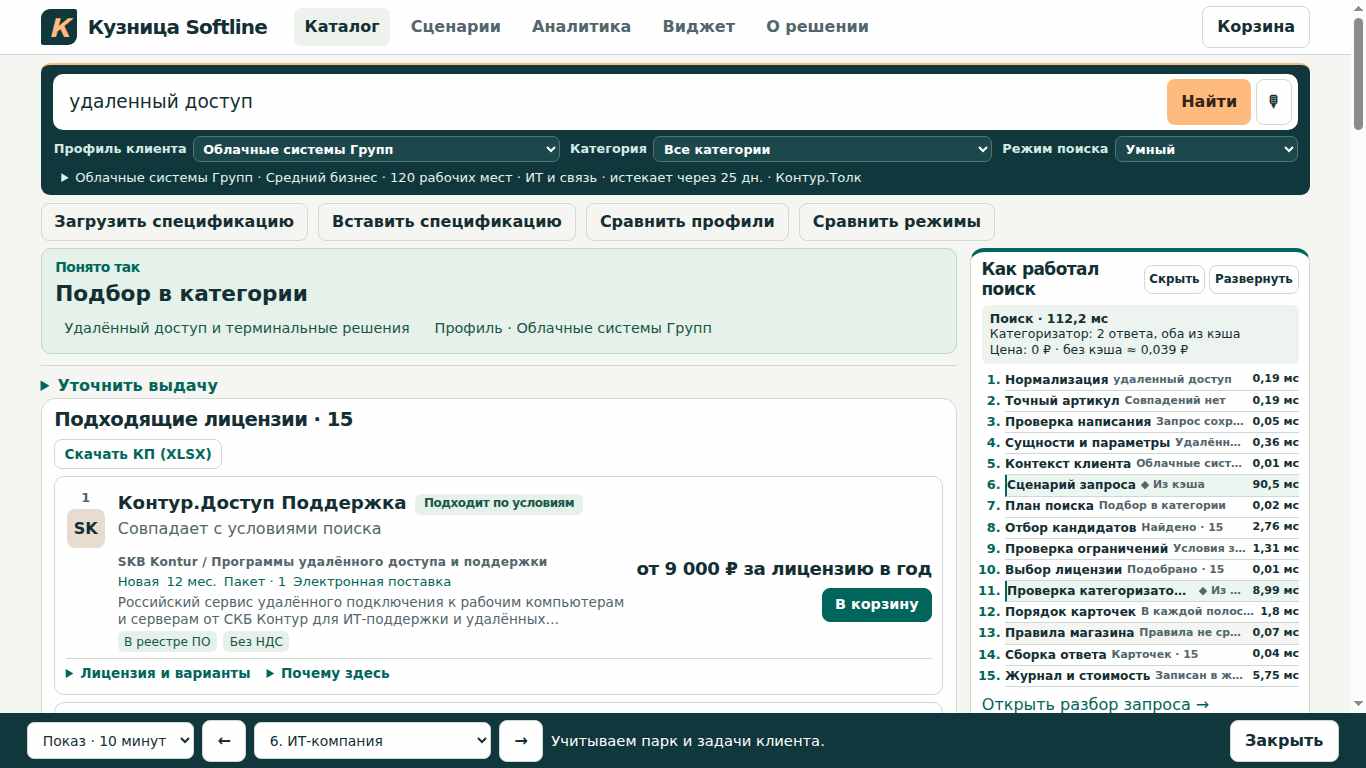 К Кузница Softline Каталог Сценарии Аналитика Виджет О решении Корзина
удаленный доступ Найти
Профиль клиента Облачные системы Групп Категория Все категории Режим поиска Умный
Облачные системы Групп · Средний бизнес · 120 рабочих мест · ИТ и связь · истекает через 25 дн. · Контур.Толк
Загрузить спецификацию Вставить спецификацию Сравнить профили Сравнить режимы
Понято так
Подбор в категории
Удалённый доступ и терминальные решения Профиль · Облачные системы Групп
Уточнить выдачу
Подходящие лицензии · 15
Скачать КП (XLSX)
1
SK
Контур.Доступ Поддержка Подходит по условиям
Совпадает с условиями поиска
SKB Kontur / Программы удалённого доступа и поддержки
Новая 12 мес. Пакет · 1 Электронная поставка
Российский сервис удалённого подключения к рабочим компьютерам
и серверам от СКБ Контур для ИТ-поддержки и удалённых...
В реестре ПО Без НДС
от 9 000 ₽ за лицензию в год
В корзину
Лицензия и варианты Почему здесь
Как работал
поиск
Скрыть Развернуть
Поиск · 112,2 мс
Категоризатор: 2 ответа, оба из кэша
Цена: 0 ₽ · без кэша ≈ 0,039 ₽
1. Нормализация удаленный доступ 0,19 мс
2. Точный артикул Совпадений нет 0,19 мс
3. Проверка написания Запрос сохр... 0,05 мс
4. Сущности и параметры Удалённ... 0,36 мс
5. Контекст клиента Облачные сист... 0,01 мс
6. Сценарий запроса ◆ Из кэша 90,5 мс
7. План поиска Подбор в категории 0,02 мс
8. Отбор кандидатов Найдено · 15 2,76 мс
9. Проверка ограничений Условия з... 1,31 мс
10. Выбор лицензии Подобрано · 15 0,01 мс
11. Проверка категоризато... ◆ Из ... 8,99 мс
12. Порядок карточек В каждой полос... 1,8 мс
13. Правила магазина Правила не ср... 0,07 мс
14. Сборка ответа Карточек · 15 0,04 мс
15. Журнал и стоимость Записан в ж... 5,75 мс
Открыть разбор запроса →
Показ · 10 минут ← 6. ИТ-компания → Учитываем парк и задачи клиента. Закрыть